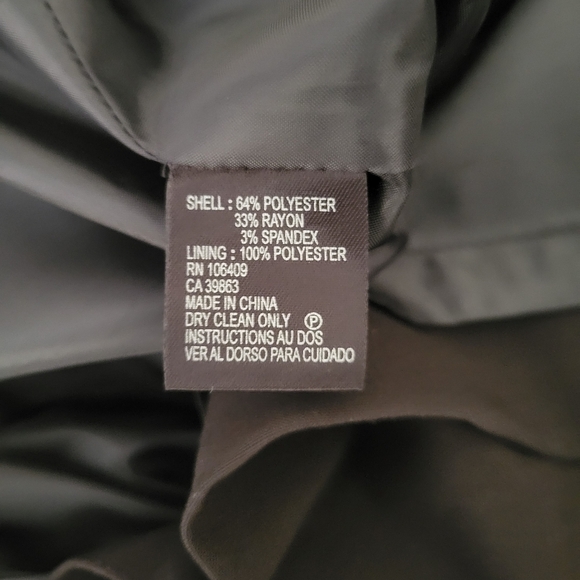 SHELL : 64% POLYESTER
33% RAYON
3% SPANDEX
LINING : 100% POLYESTER
RN 106409
CA 39863
MADE IN CHINA
DRY CLEAN ONLY Ⓟ
INSTRUCTIONS AU DOS
VER AL DORSO PARA CUIDADO